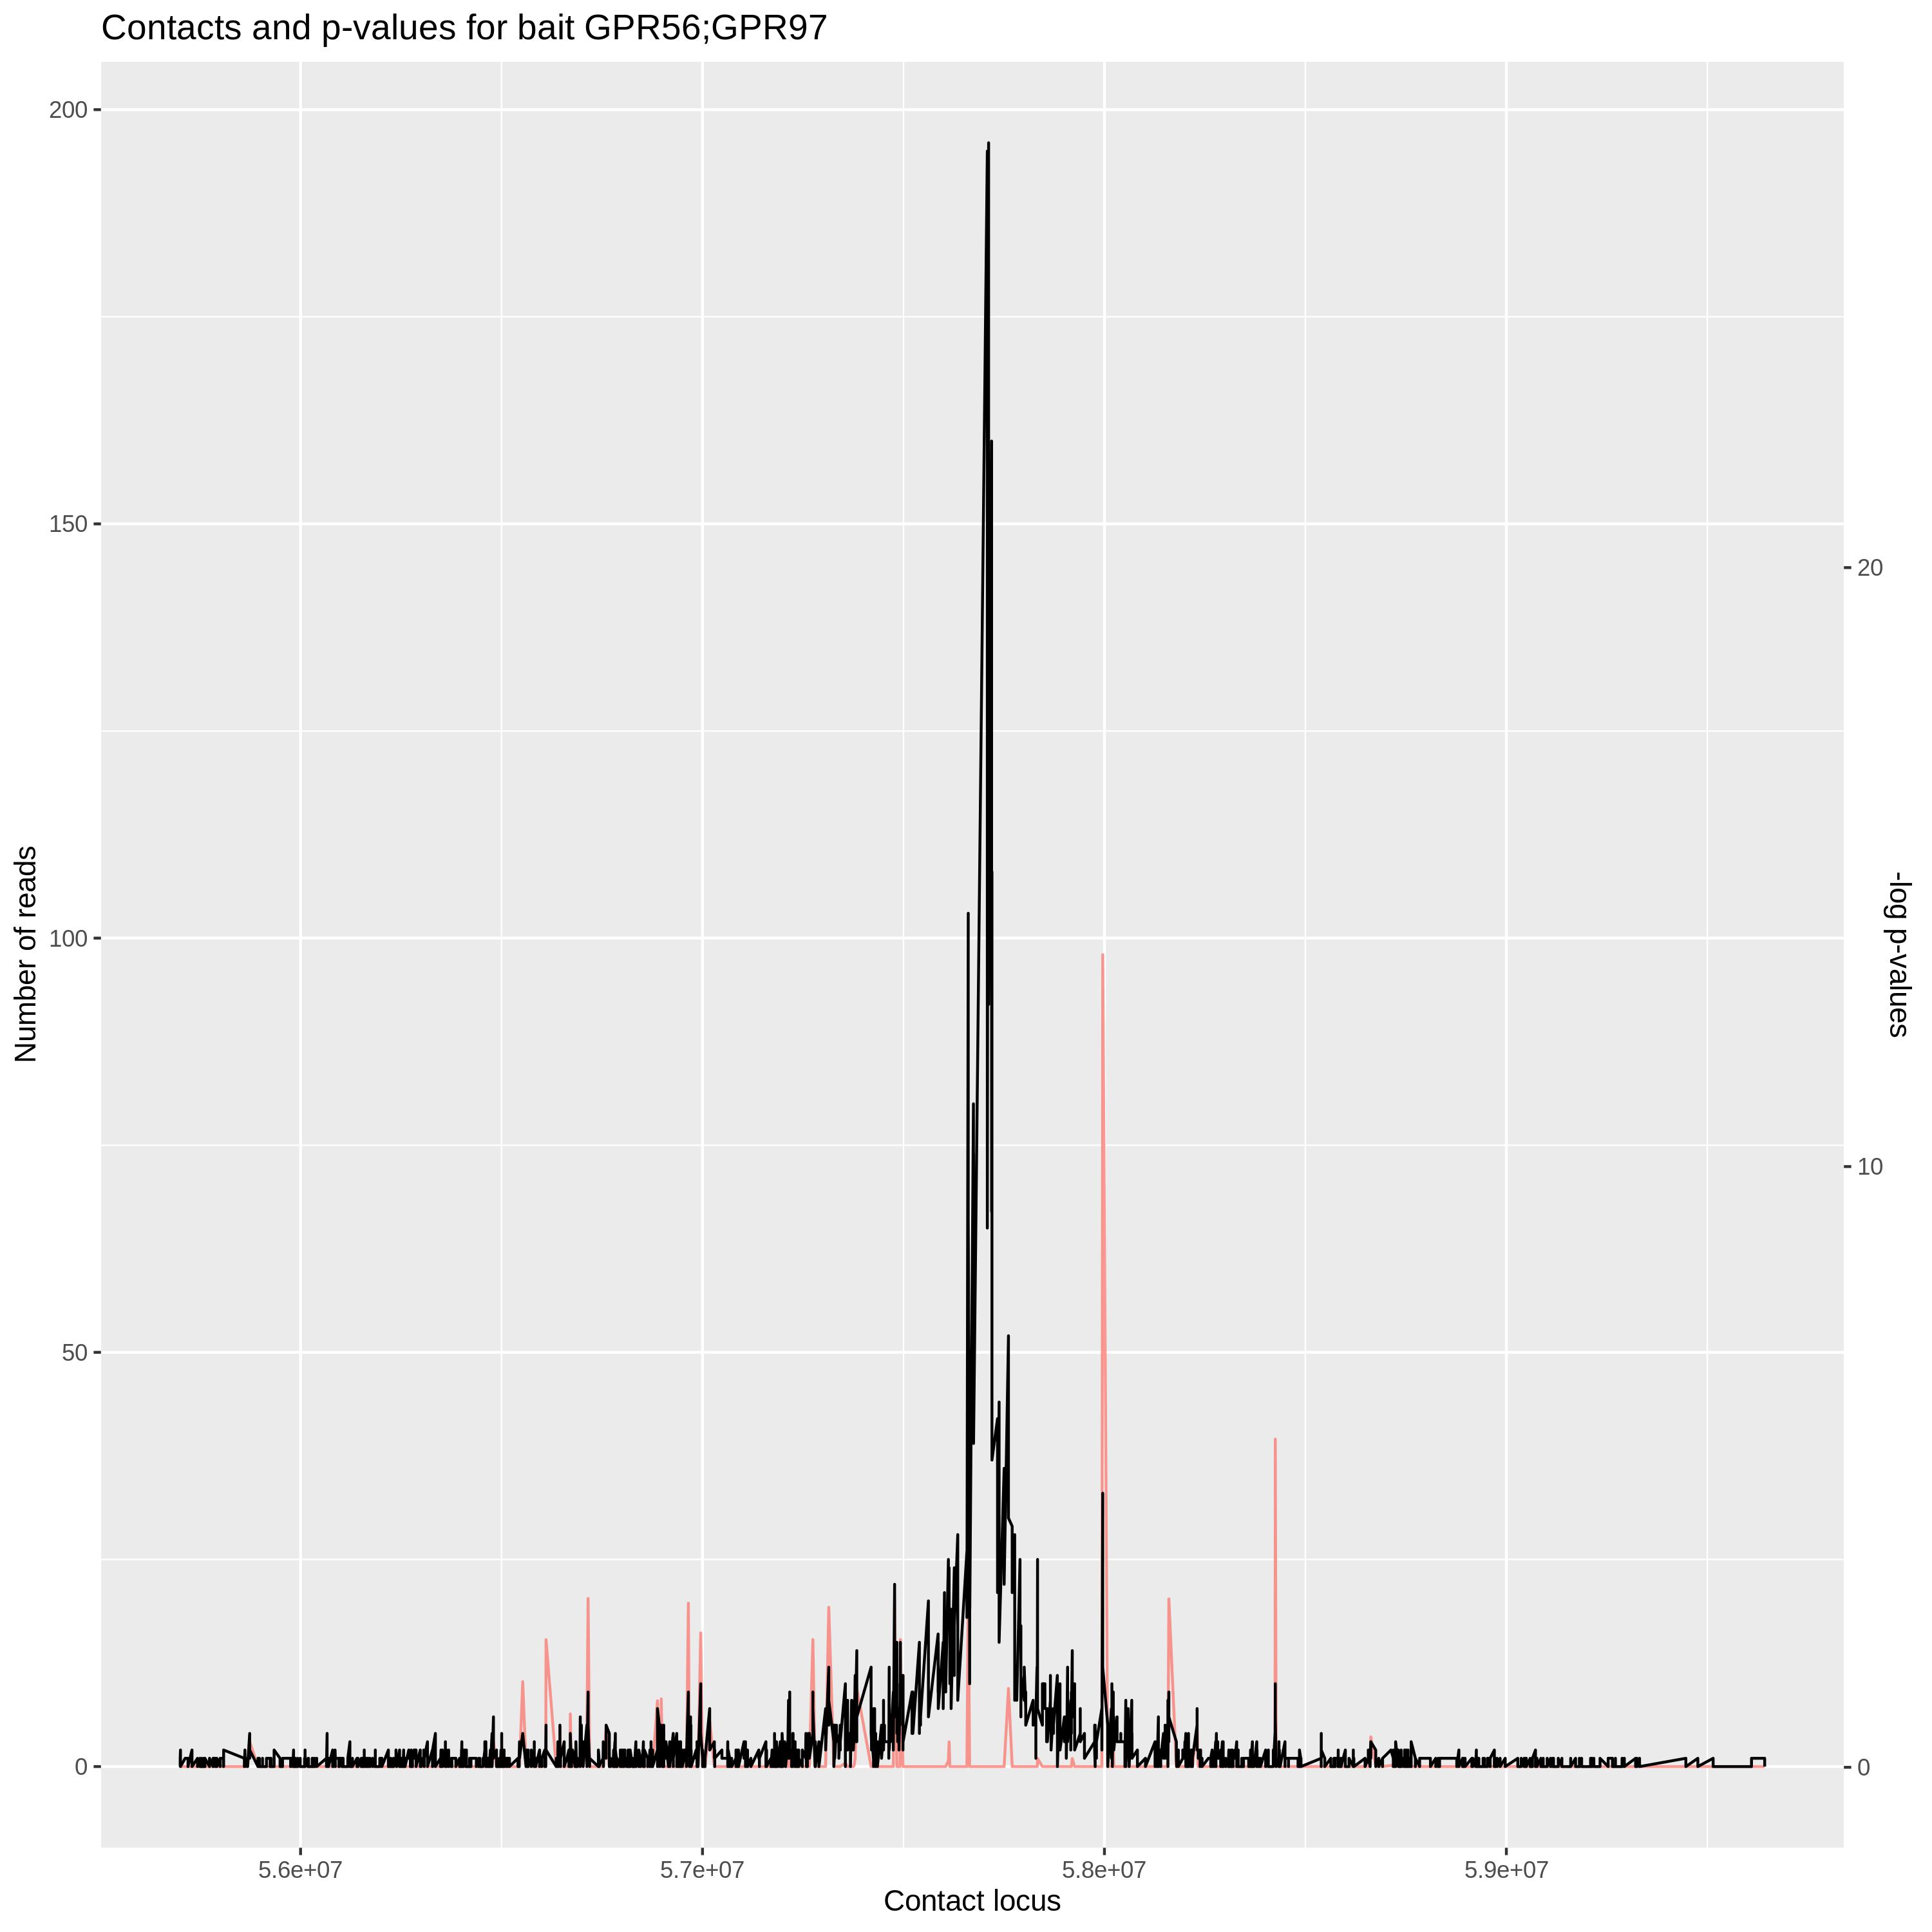 Contacts and p-values for bait GPR56;GPR97
200
150
100
50
0
Number of reads
20
10
0
-log p-values
5.6e+07
5.7e+07
5.8e+07
5.9e+07
Contact locus